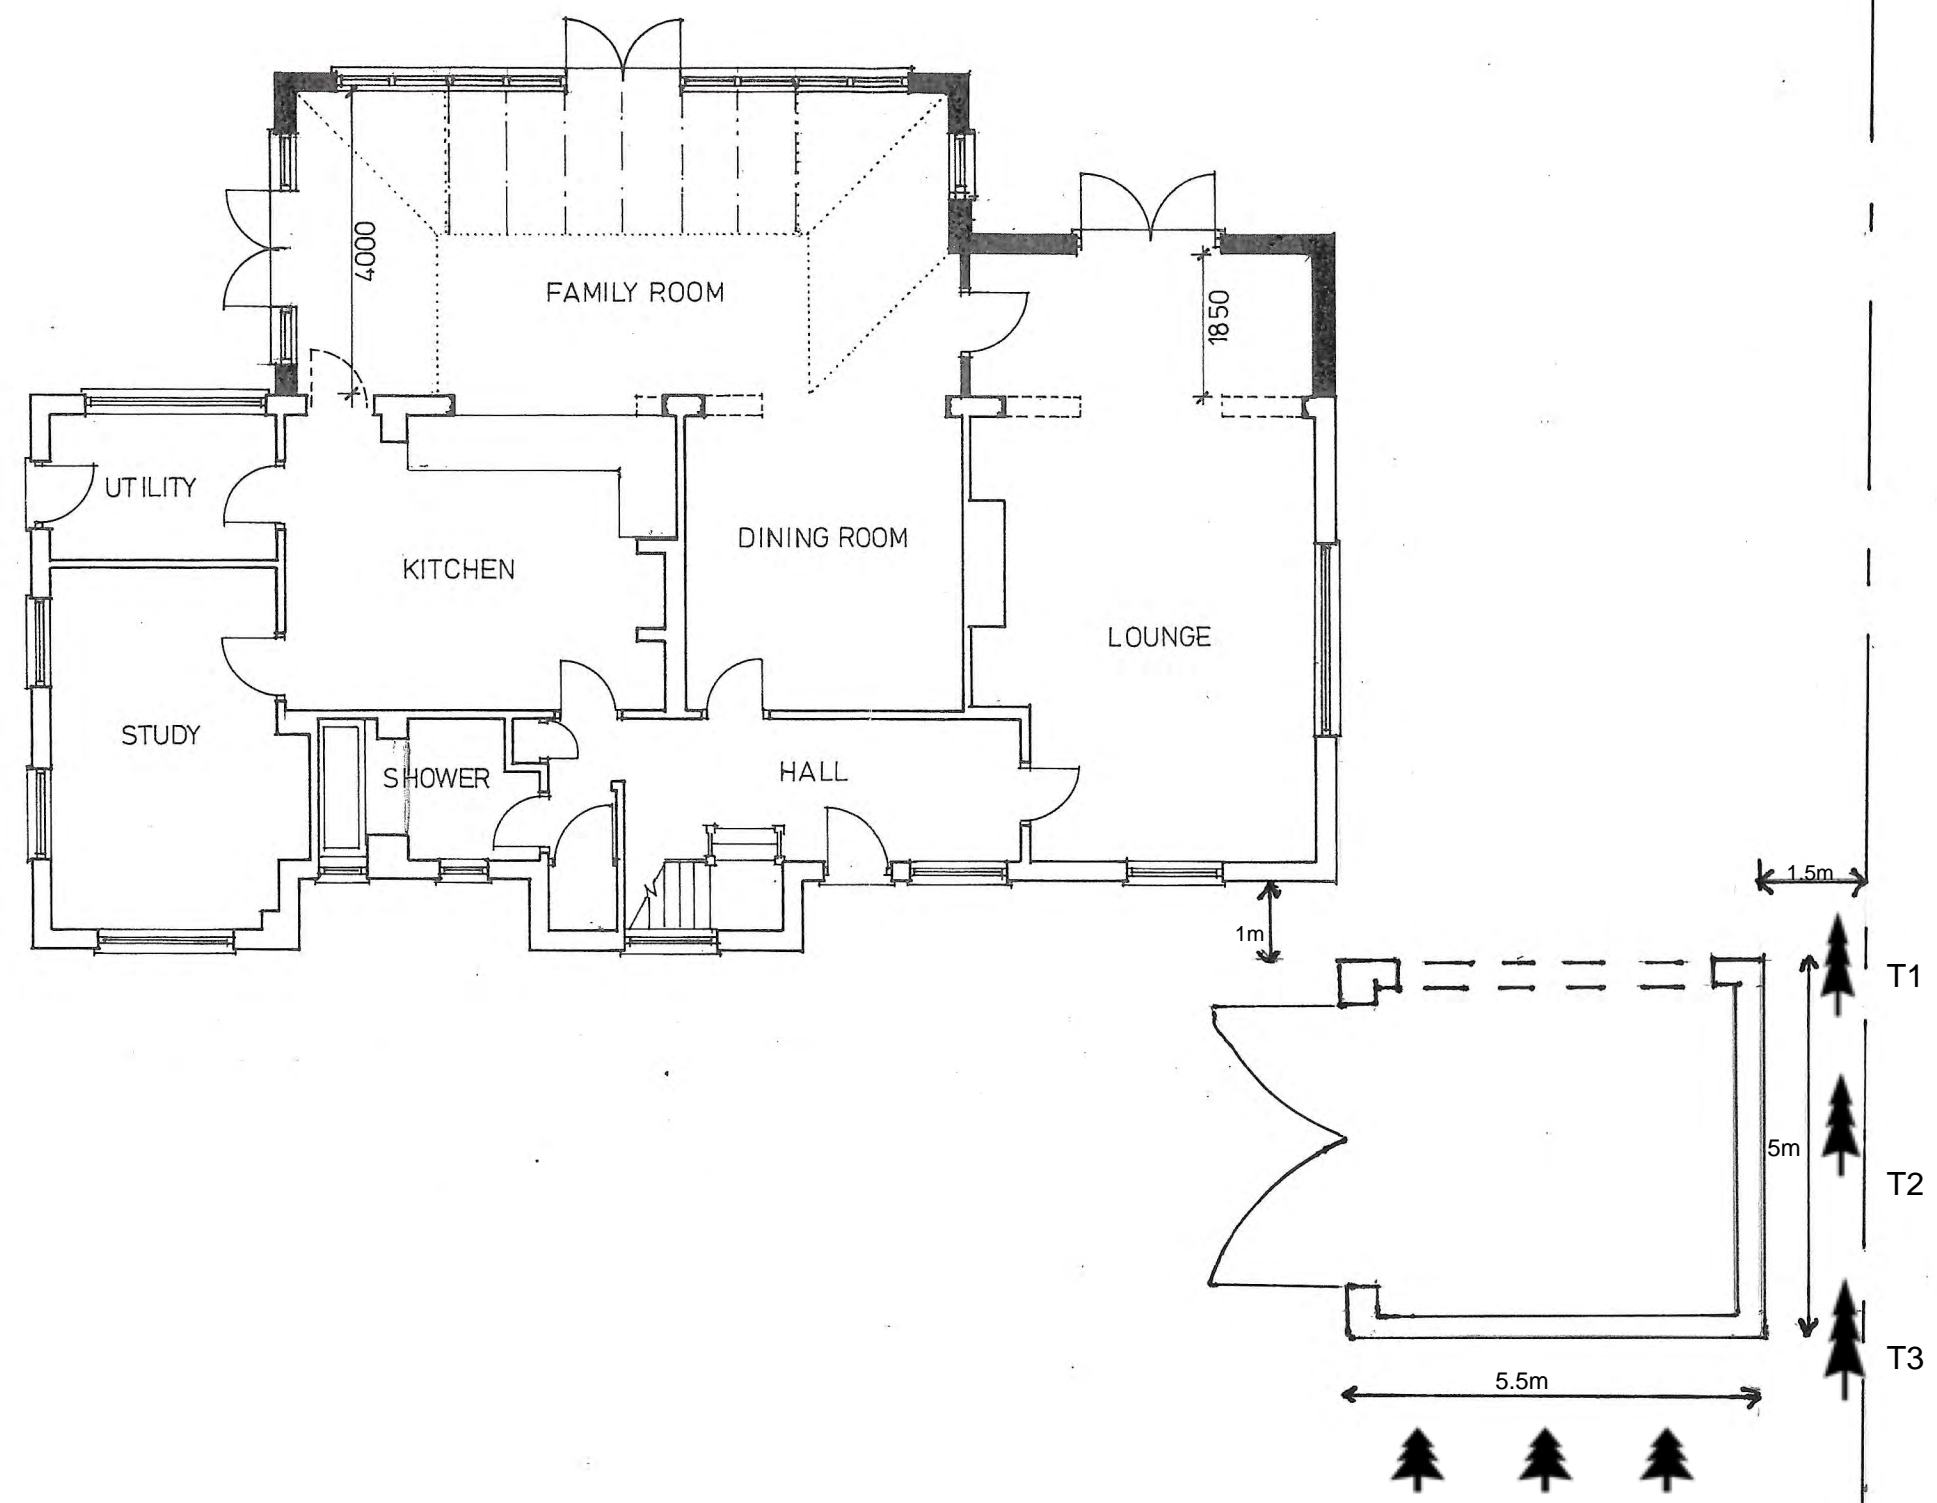 FAMILY ROOM
4000
1850
UTILITY
KITCHEN
DINING ROOM
LOUNGE
STUDY
SHOWER
HALL
1.5m
1m
T1
5m
T2
T3
5.5m